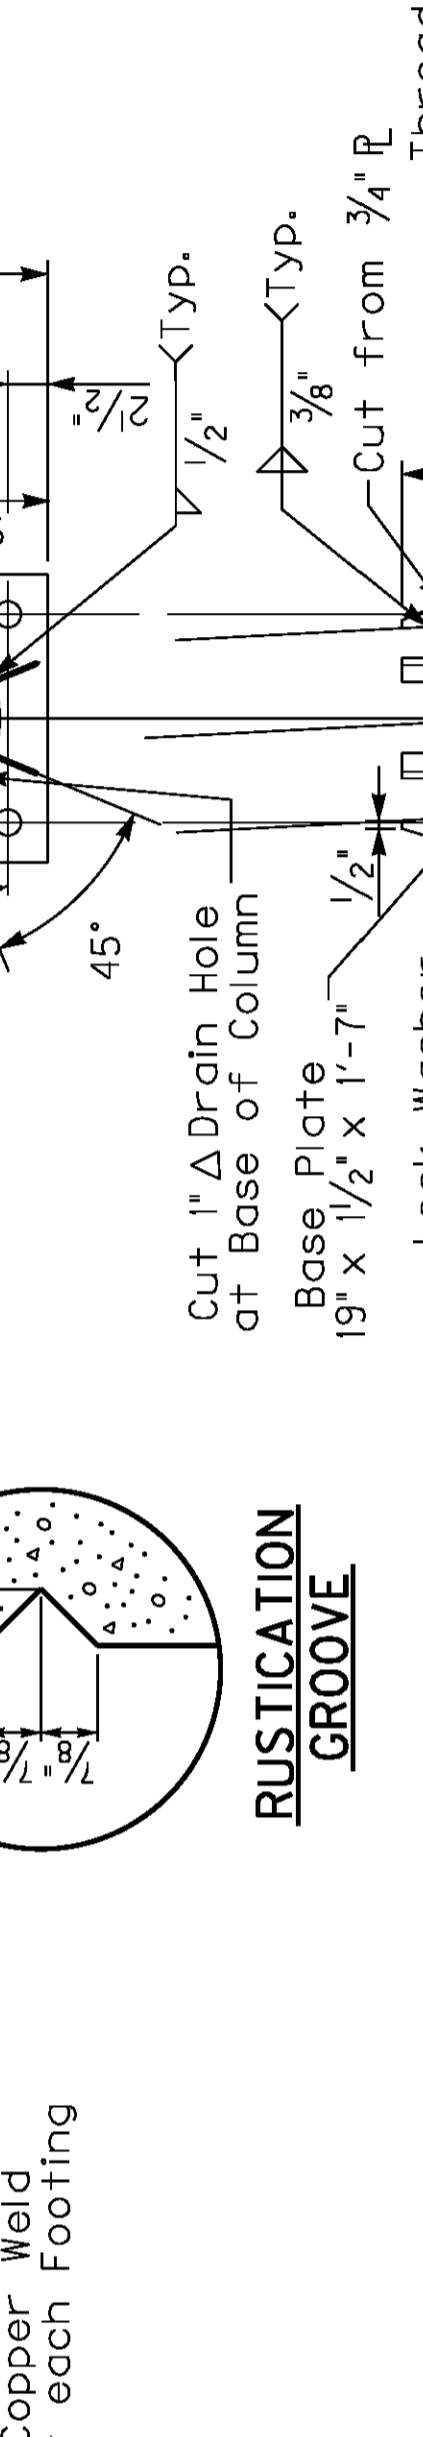 2½"
½"
Typ.
⅜"
Typ.
Cut from ¾" ℙL
45°
Cut 1" Δ Drain Hole
at Base of Column
½"
Base Plate
19" x 1½" x 1'-7"
⅞"
⅞
RUSTICATION
GROOVE
Copper Weld
each Footing